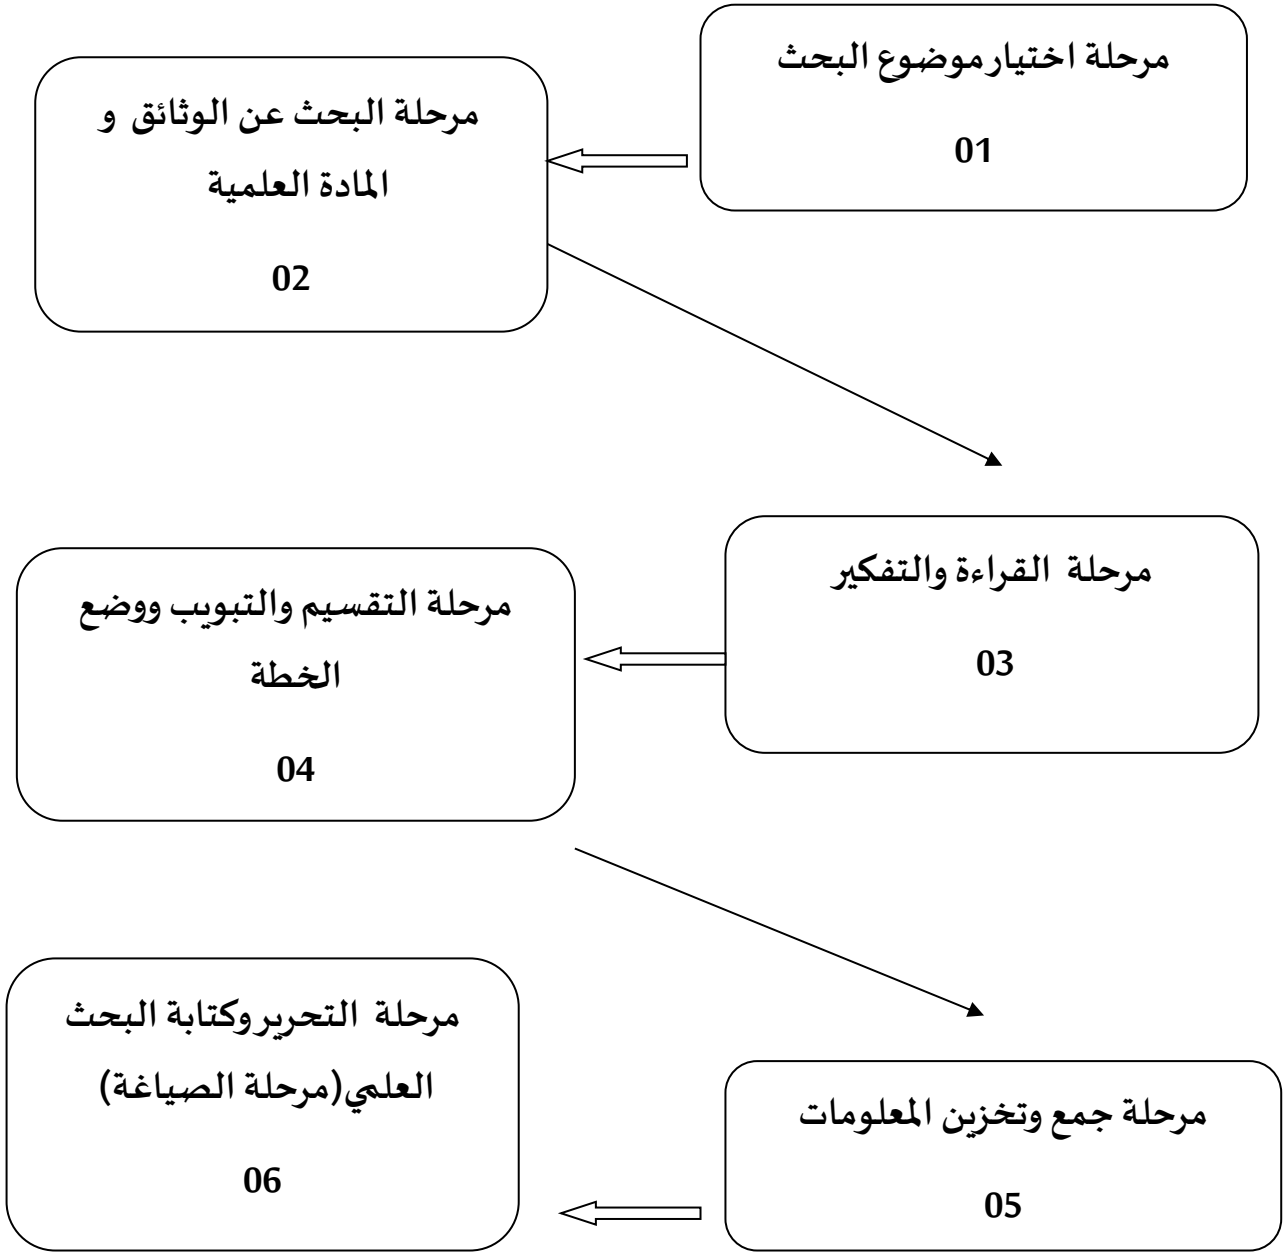 مرحلة اختيار موضوع البحث
01
مرحلة البحث عن الوثائق و
المادة العلمية
02
مرحلة القراءة والتفكير
03
مرحلة التقسيم والتبويب ووضع
الخطة
04
مرحلة جمع وتخزين المعلومات
05
مرحلة التحرير وكتابة البحث
العلمي(مرحلة الصياغة)
06